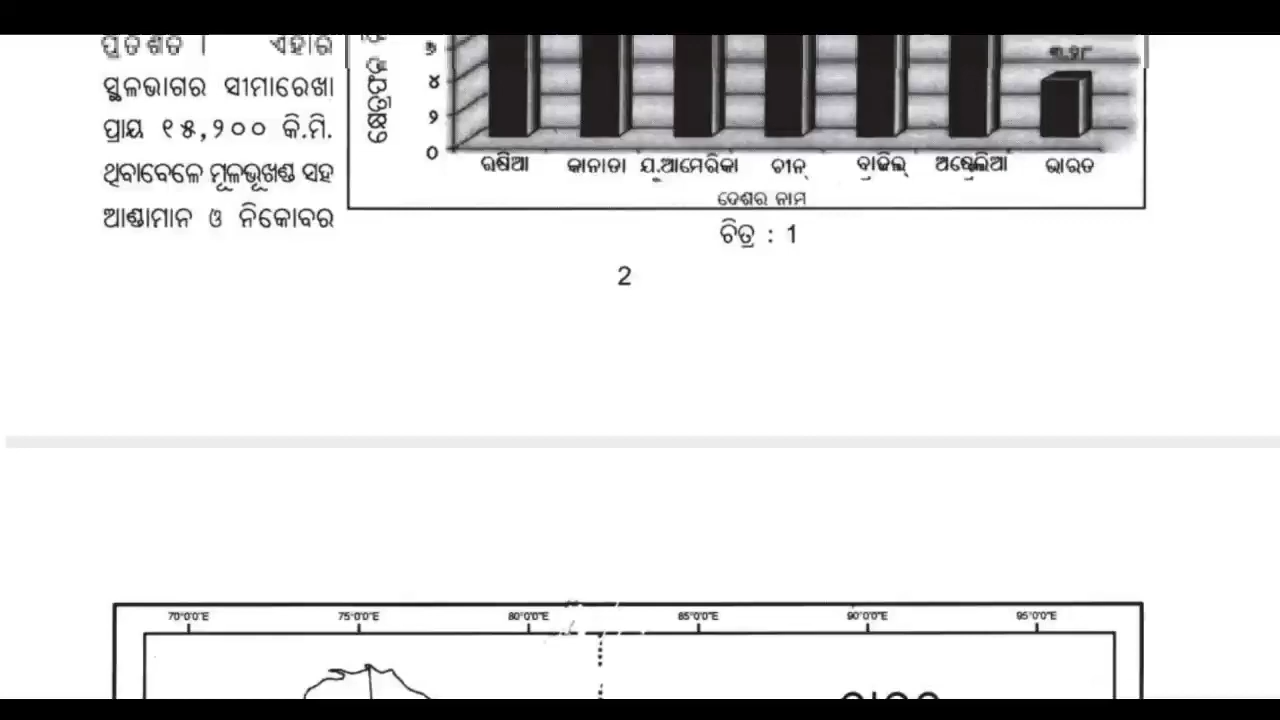 ପ୍ରତିଶତ । ଏହାର
ସ୍ଥଳଭାଗର ସୀମାରେଖା
ପ୍ରାୟ ୧୫,୨୦୦ କି.ମି.
ଥିବାବେଳେ ମୂଳଭୂଖଣ୍ଡ ସହ
ଆଣ୍ଡାମାନ ଓ ନିକୋବର
୬
୪
୨
୦
ଋଷିଆ କାନାଡା ଯୁ.ଆମେରିକା ଚୀନ୍ ବ୍ରାଜିଲ୍ ଅଷ୍ଟ୍ରେଲିଆ ଭାରତ
ଦେଶର ନାମ
ଚିତ୍ର : 1
2
70°0'0"E 75°0'0"E 80°0'0"E 85°0'0"E 90°0'0"E 95°0'0"E